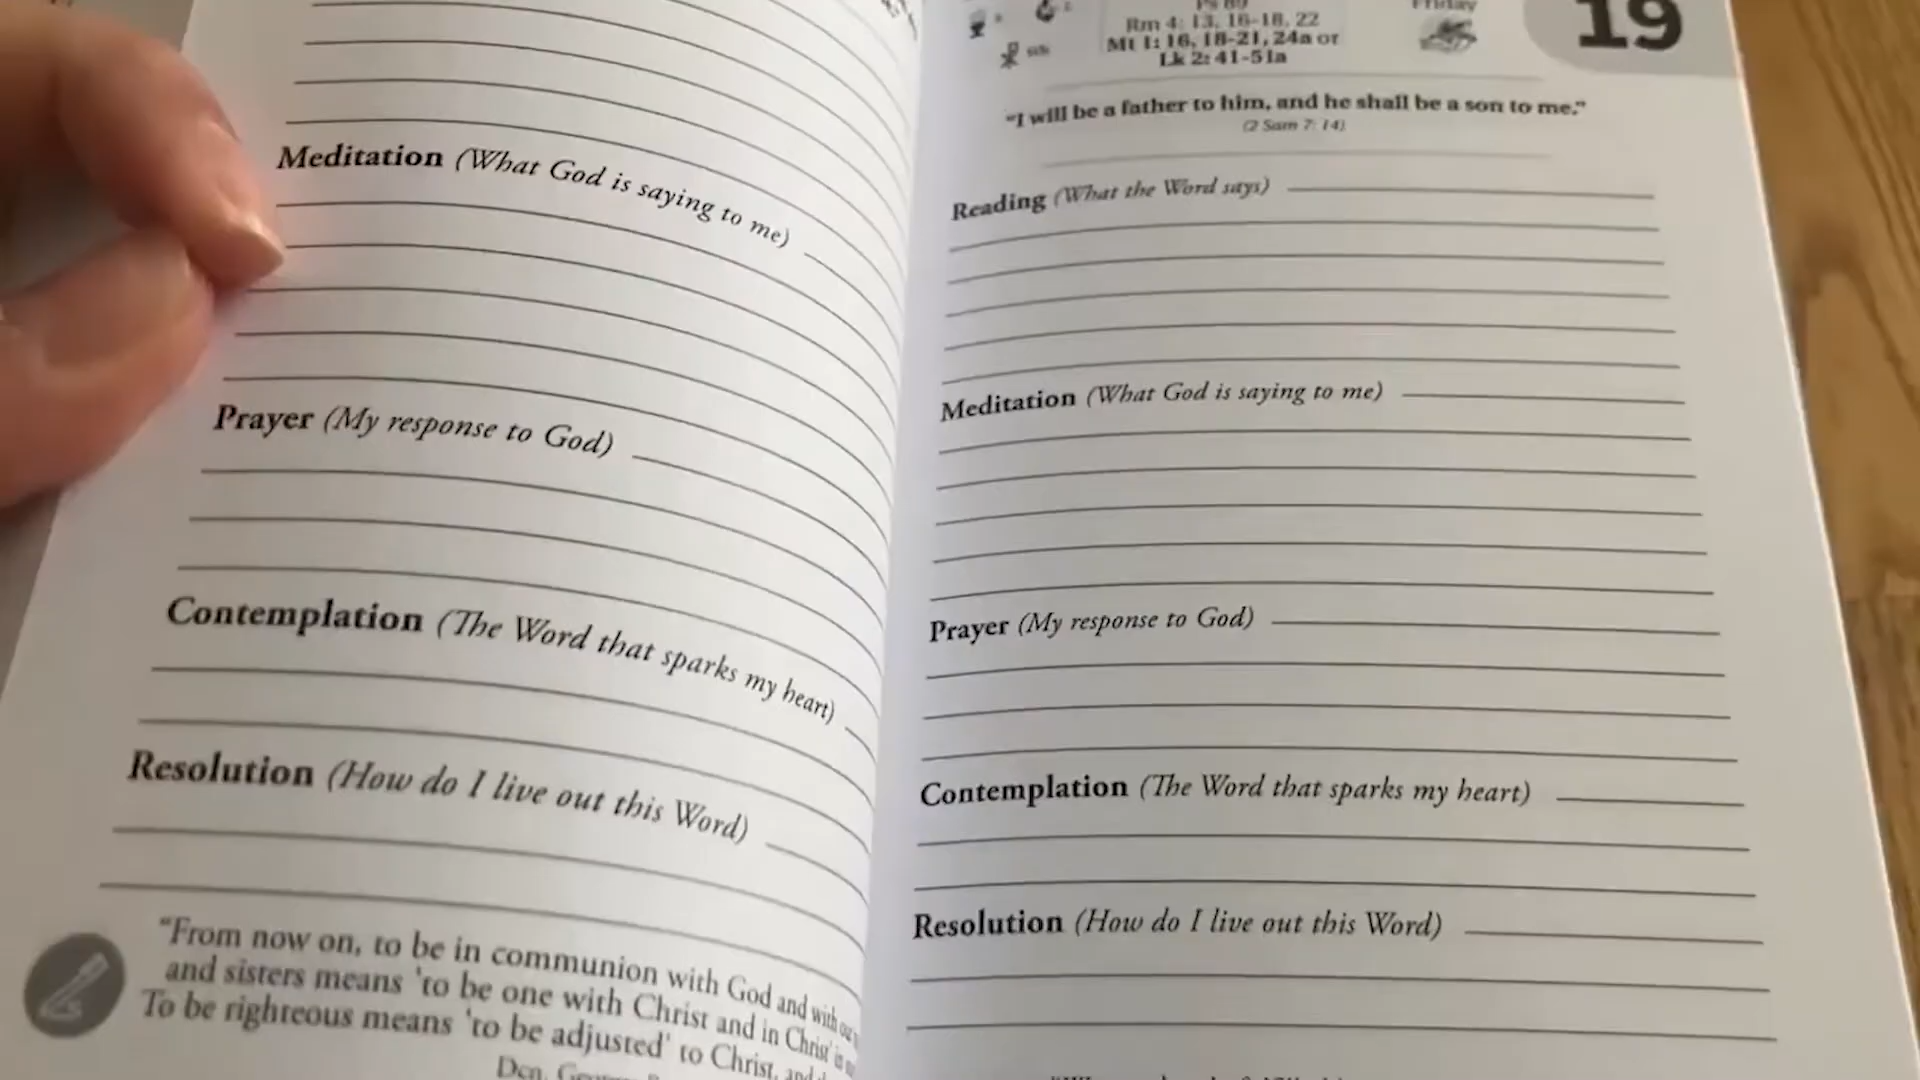 Meditation (What God is saying to me)
Prayer (My response to God)
Contemplation (The Word that sparks my heart)
Resolution (How do I live out this Word)
"From now on, to be in communion with God and with our
and sisters means 'to be one with Christ and in Christ' is
To be righteous means 'to be adjusted' to Christ, and
Dcn.
Ps 89
Rm 4: 13, 16-18, 22
Mt 1: 16, 18-21, 24a or
Lk 2: 41-51a
Friday
19
"I will be a father to him, and he shall be a son to me."
(2 Sam 7: 14)
Reading (What the Word says)
Meditation (What God is saying to me)
Prayer (My response to God)
Contemplation (The Word that sparks my heart)
Resolution (How do I live out this Word)